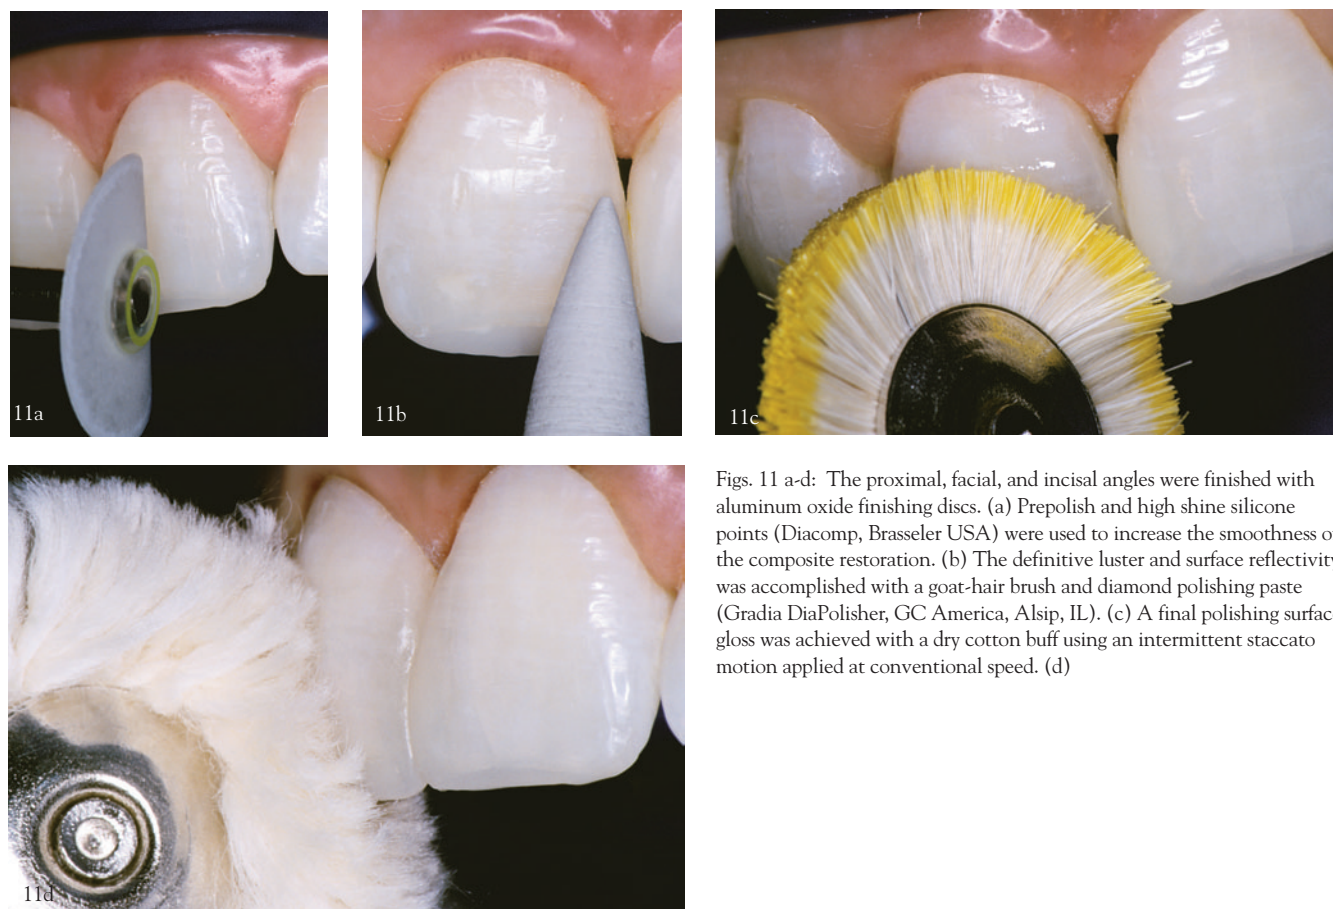 11a
11b
11c
11d
Figs. 11 a-d: The proximal, facial, and incisal angles were finished with
aluminum oxide finishing discs. (a) Prepolish and high shine silicone
points (Diacomp, Brasseler USA) were used to increase the smoothness o
the composite restoration. (b) The definitive luster and surface reflectivity
was accomplished with a goat-hair brush and diamond polishing paste
(Gradia DiaPolisher, GC America, Alsip, IL). (c) A final polishing surfac
gloss was achieved with a dry cotton buff using an intermittent staccato
motion applied at conventional speed. (d)